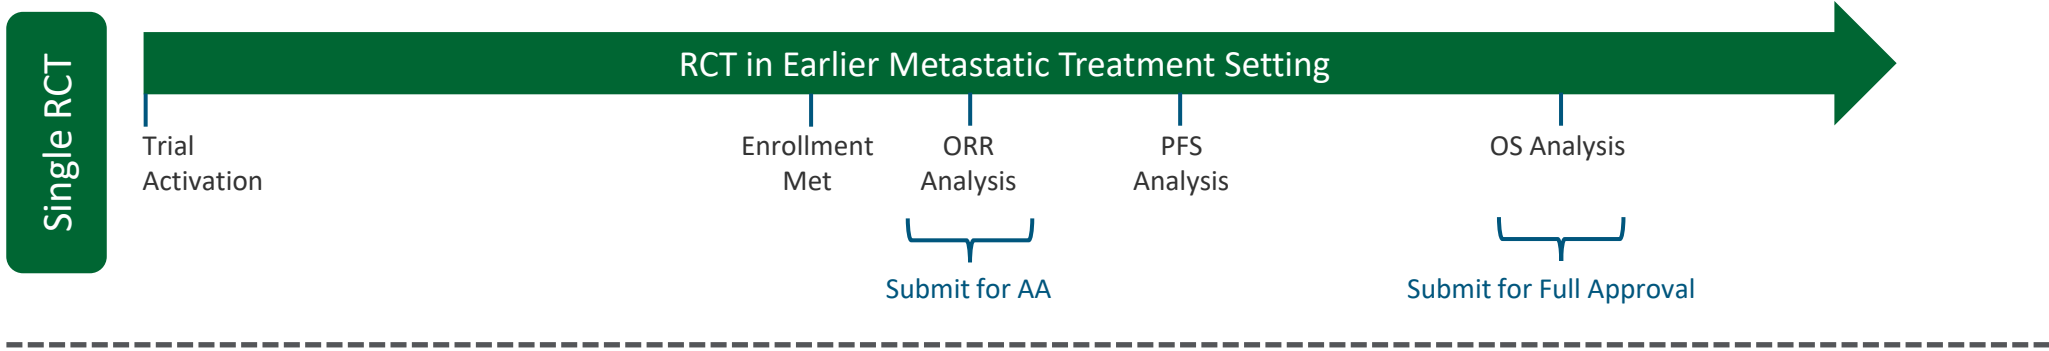 Single RCT
RCT in Earlier Metastatic Treatment Setting
Trial
Activation
Enrollment
Met
ORR
Analysis
PFS
Analysis
OS Analysis
Submit for AA
Submit for Full Approval